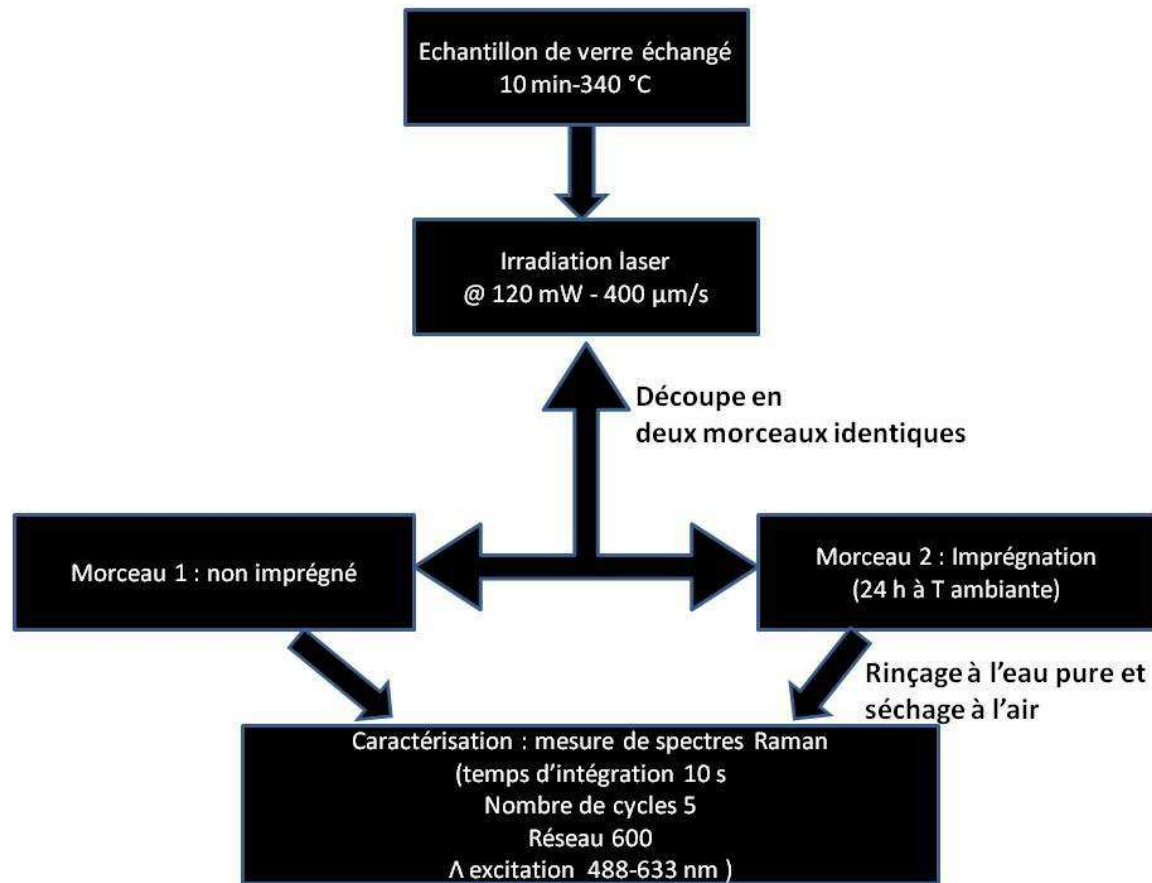 Echantillon de verre échangé
10 min-340 °C
Irradiation laser
@ 120 mW - 400 µm/s
Découpe en
deux morceaux identiques
Morceau 1 : non imprégné
Morceau 2 : Imprégnation
(24 h à T ambiante)
Rinçage à l'eau pure et
séchage à l'air
Caractérisation : mesure de spectres Raman
(temps d'intégration 10 s
Nombre de cycles 5
Réseau 600
Λ excitation 488-633 nm )